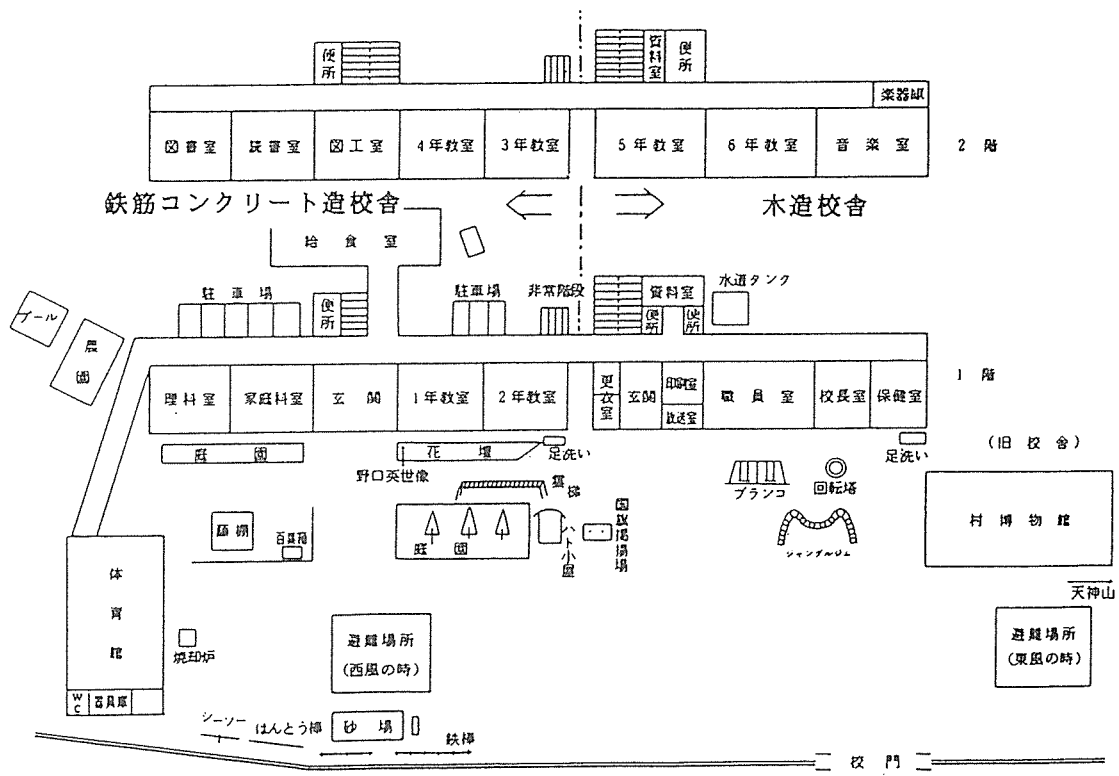 便所
資料室
便所
楽器庫
図書室
読書室
図工室
4年教室
3年教室
5年教室
6年教室
音楽室
2階
鉄筋コンクリート造校舎
木造校舎
給食室
駐車場
便所
駐車場
非常階段
資料室
便所
便所
水道タンク
プール
農園
理科室
家庭科室
玄関
1年教室
2年教室
更衣室
玄関
印刷室
放送室
職員室
校長室
保健室
1階
庭園
花壇
足洗い
足洗い
(旧校舎)
野口英世像
雲梯
ブランコ
回転塔
村博物館
藤棚
百葉箱
庭園
ハト小屋
国旗掲揚場
ジャングルジム
天神山
体育館
焼却炉
避難場所
(西風の時)
避難場所
(東風の時)
WC
器具庫
シーソー
はんとう棒
砂場
鉄棒
校門